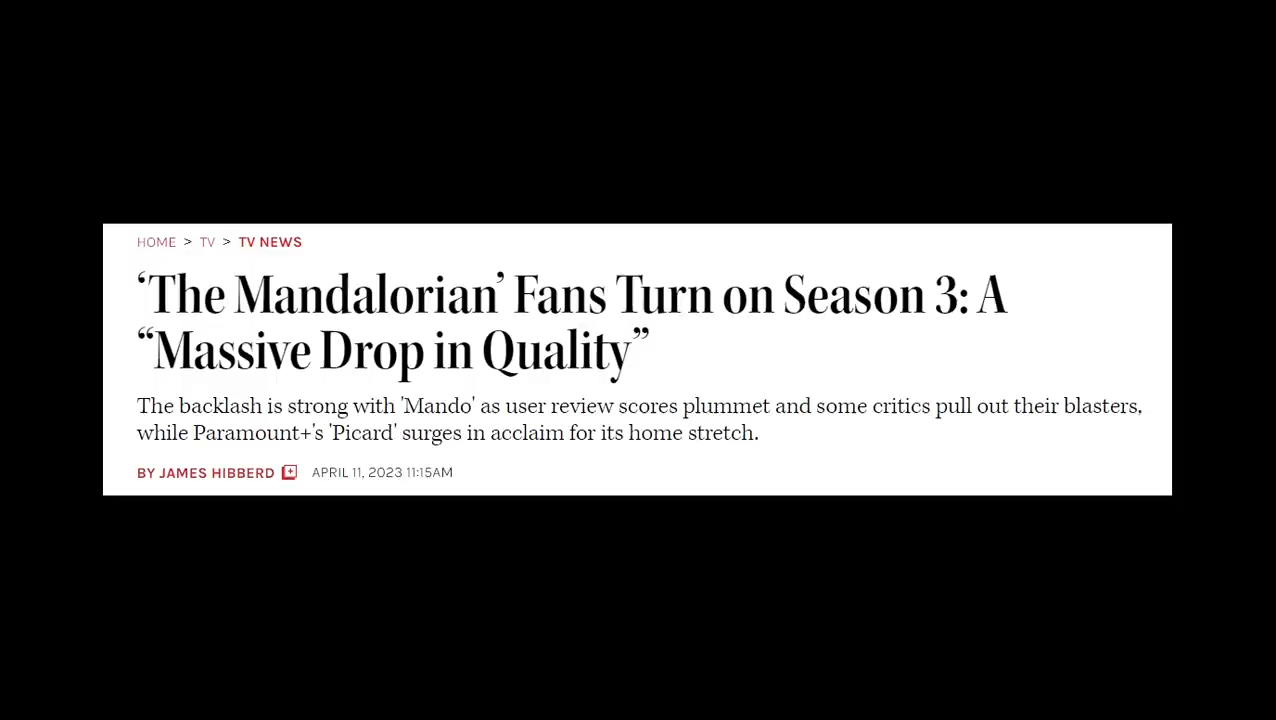 HOME > TV > TV NEWS
‘The Mandalorian’ Fans Turn on Season 3: A
“Massive Drop in Quality”
The backlash is strong with 'Mando' as user review scores plummet and some critics pull out their blasters,
while Paramount+'s 'Picard' surges in acclaim for its home stretch.
BY JAMES HIBBERD + APRIL 11, 2023 11:15AM